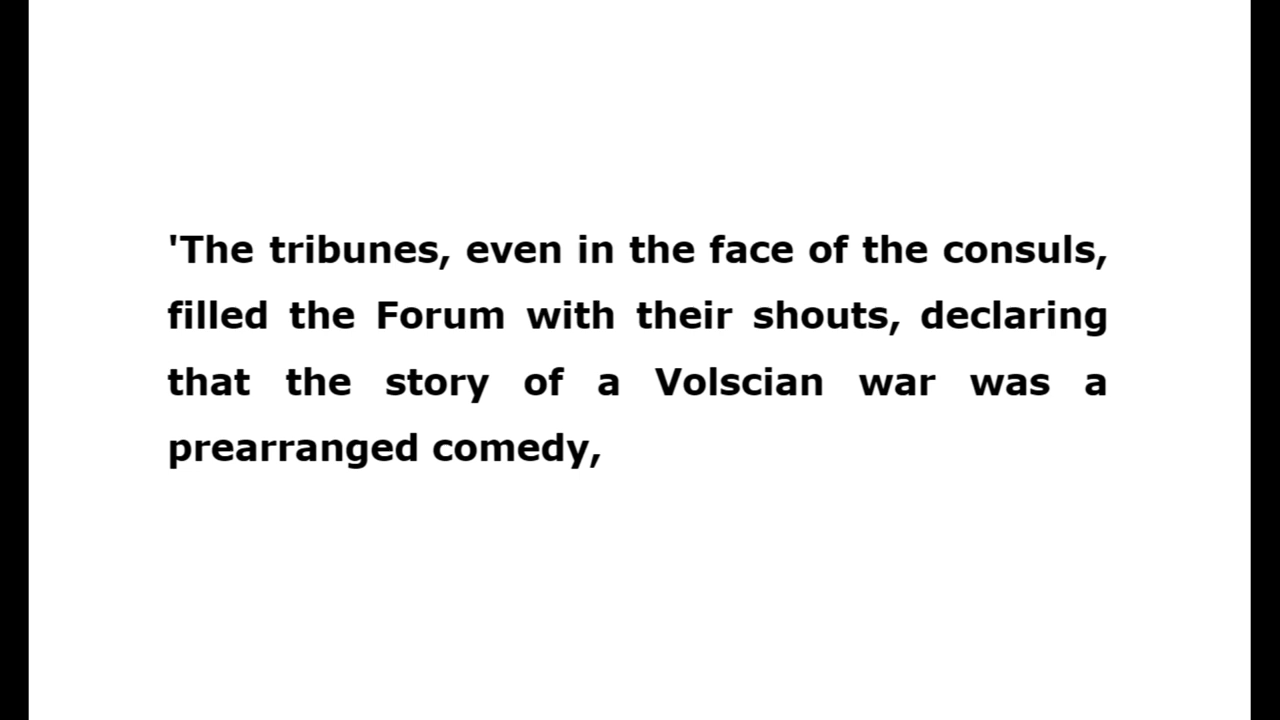 'The tribunes, even in the face of the consuls,
filled the Forum with their shouts, declaring
that the story of a Volscian war was a
prearranged comedy,